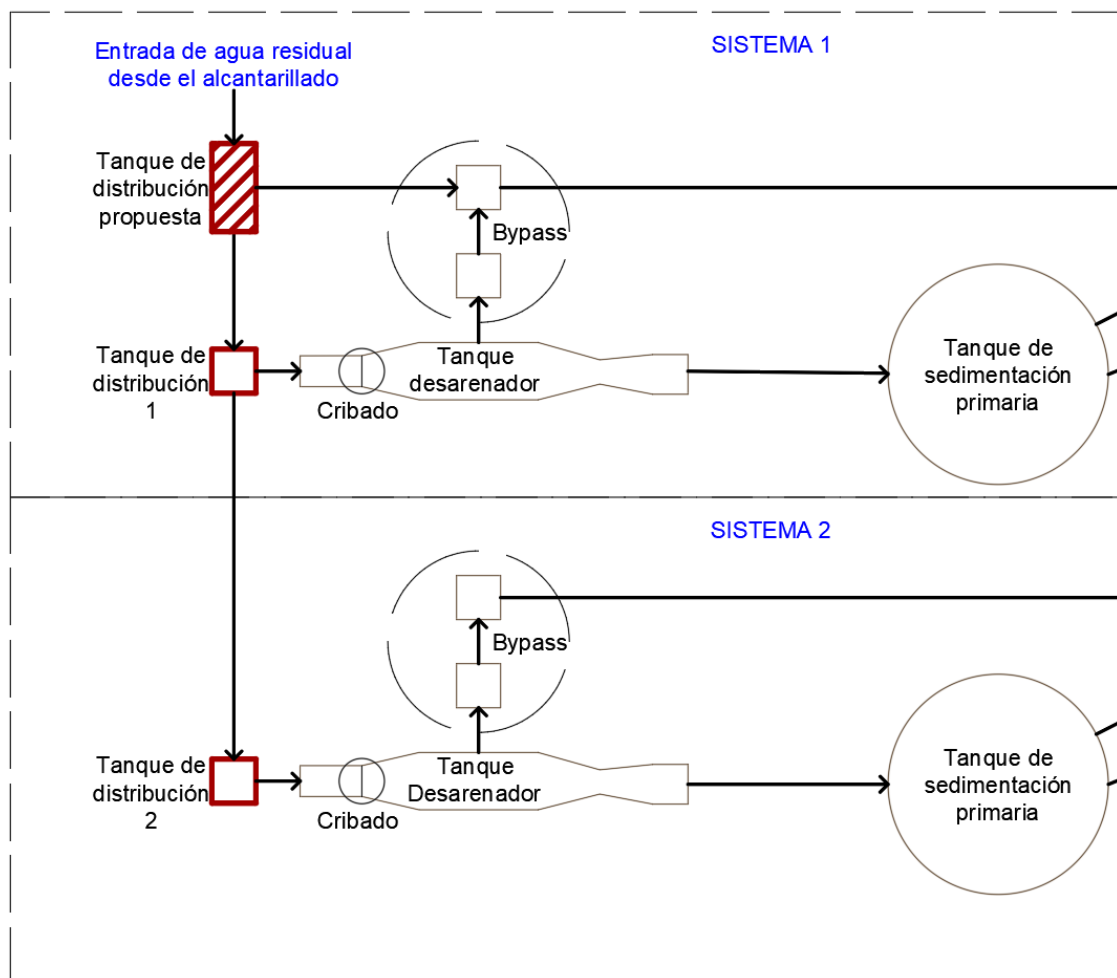 Entrada de agua residual
desde el alcantarillado
SISTEMA 1
Tanque de
distribución
propuesta
Bypass
Tanque de
distribución
1
Tanque
desarenador
Cribado
Tanque de
sedimentación
primaria
SISTEMA 2
Bypass
Tanque de
distribución
2
Tanque
Desarenador
Cribado
Tanque de
sedimentación
primaria